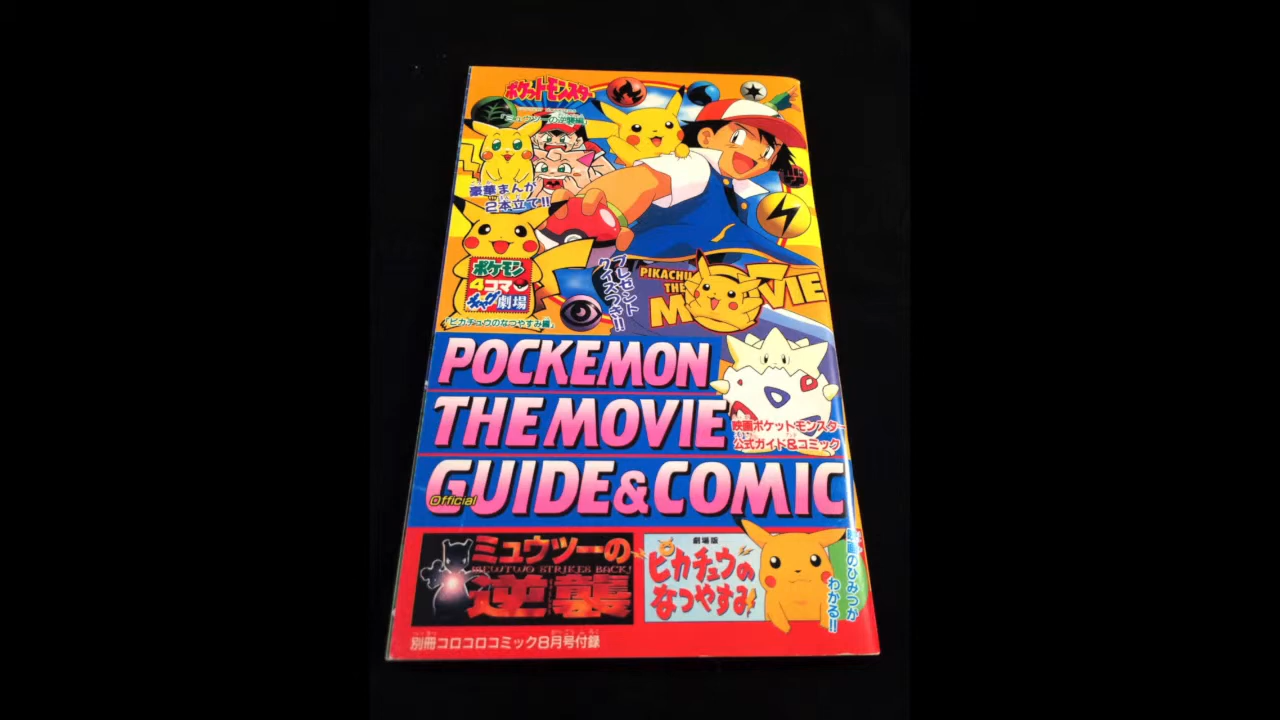 ポケットモンスター
「ミュウツーの逆襲編」
豪華まんが
2本立て!!
ポケモン
4コマ
ギャグ劇場
「ピカチュウのなつやすみ編」
プレゼント
クイズつき!!
PIKACHU
THE
MOVIE
POCKEMON
THE MOVIE
映画ポケットモンスター
公式ガイド&コミック
Official
GUIDE&COMIC
ミュウツーの
MEWTWO STRIKES BACK!
逆襲
劇場版
ピカチュウの
なつやすみ
映画のひみつが
わかる!!
別冊コロコロコミック8月号付録